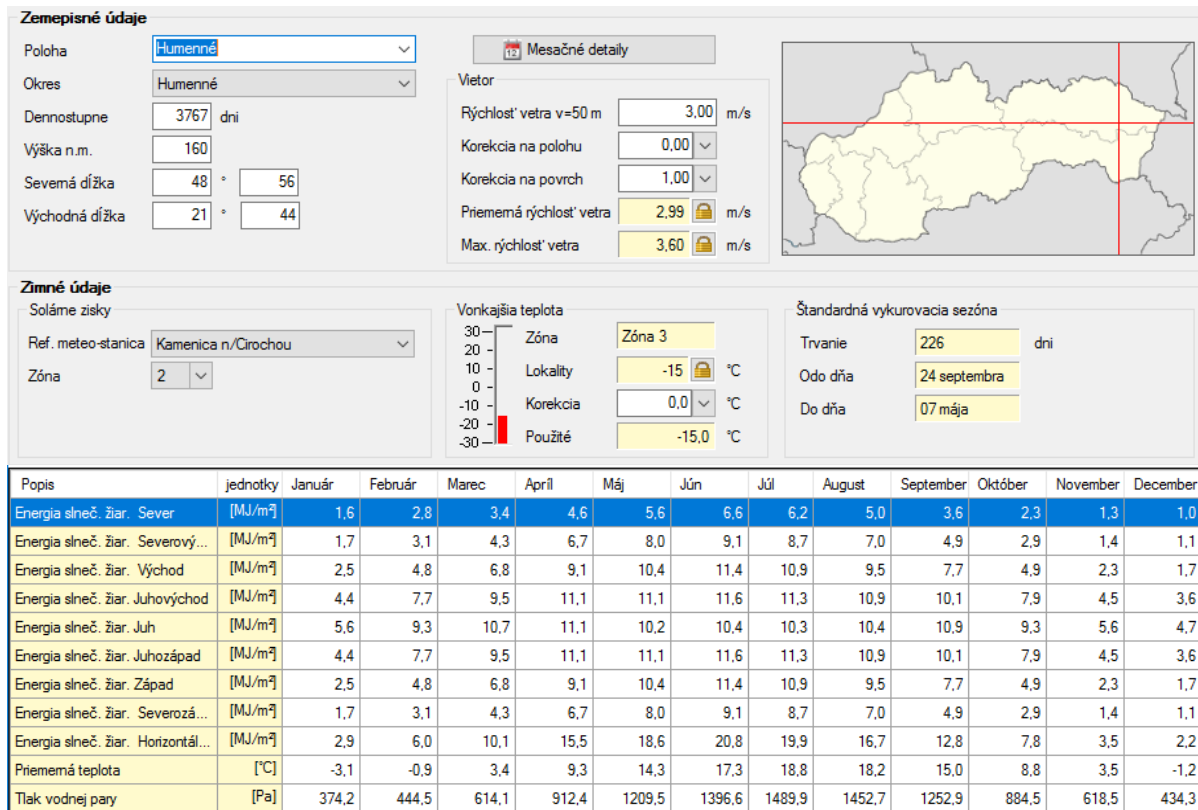 Zemepisné údaje
Poloha Humenné
Okres Humenné
Dennostupne 3767 dni
Výška n.m. 160
Severná dĺžka 48 ° 56
Východná dĺžka 21 ° 44
12 Mesačné detaily
Vietor
Rýchlosť vetra v=50 m 3,00 m/s
Korekcia na polohu 0,00
Korekcia na povrch 1,00
Priemerná rýchlosť vetra 2,99 m/s
Max. rýchlosť vetra 3,60 m/s
Zimné údaje
Solárne zisky
Ref. meteo-stanica Kamenica n/Cirochou
Zóna 2
Vonkajšia teplota
30
20
10
0
-10
-20
-30
Zóna Zóna 3
Lokality -15 °C
Korekcia 0,0 °C
Použité -15,0 °C
Štandardná vykurovacia sezóna
Trvanie 226 dni
Odo dňa 24 septembra
Do dňa 07 mája
Popis jednotky Január Február Marec Apríl Máj Jún Júl August September Október November December
Energia slneč. žiar. Sever [MJ/m²] 1,6 2,8 3,4 4,6 5,6 6,6 6,2 5,0 3,6 2,3 1,3 1,0
Energia slneč. žiar. Severový... [MJ/m²] 1,7 3,1 4,3 6,7 8,0 9,1 8,7 7,0 4,9 2,9 1,4 1,1
Energia slneč. žiar. Východ [MJ/m²] 2,5 4,8 6,8 9,1 10,4 11,4 10,9 9,5 7,7 4,9 2,3 1,7
Energia slneč. žiar. Juhovýchod [MJ/m²] 4,4 7,7 9,5 11,1 11,1 11,6 11,3 10,9 10,1 7,9 4,5 3,6
Energia slneč. žiar. Juh [MJ/m²] 5,6 9,3 10,7 11,1 10,2 10,4 10,3 10,4 10,9 9,3 5,6 4,7
Energia slneč. žiar. Juhozápad [MJ/m²] 4,4 7,7 9,5 11,1 11,1 11,6 11,3 10,9 10,1 7,9 4,5 3,6
Energia slneč. žiar. Západ [MJ/m²] 2,5 4,8 6,8 9,1 10,4 11,4 10,9 9,5 7,7 4,9 2,3 1,7
Energia slneč. žiar. Severozá... [MJ/m²] 1,7 3,1 4,3 6,7 8,0 9,1 8,7 7,0 4,9 2,9 1,4 1,1
Energia slneč. žiar. Horizontál... [MJ/m²] 2,9 6,0 10,1 15,5 18,6 20,8 19,9 16,7 12,8 7,8 3,5 2,2
Priemerná teplota [°C] -3,1 -0,9 3,4 9,3 14,3 17,3 18,8 18,2 15,0 8,8 3,5 -1,2
Tlak vodnej pary [Pa] 374,2 444,5 614,1 912,4 1209,5 1396,6 1489,9 1452,7 1252,9 884,5 618,5 434,3